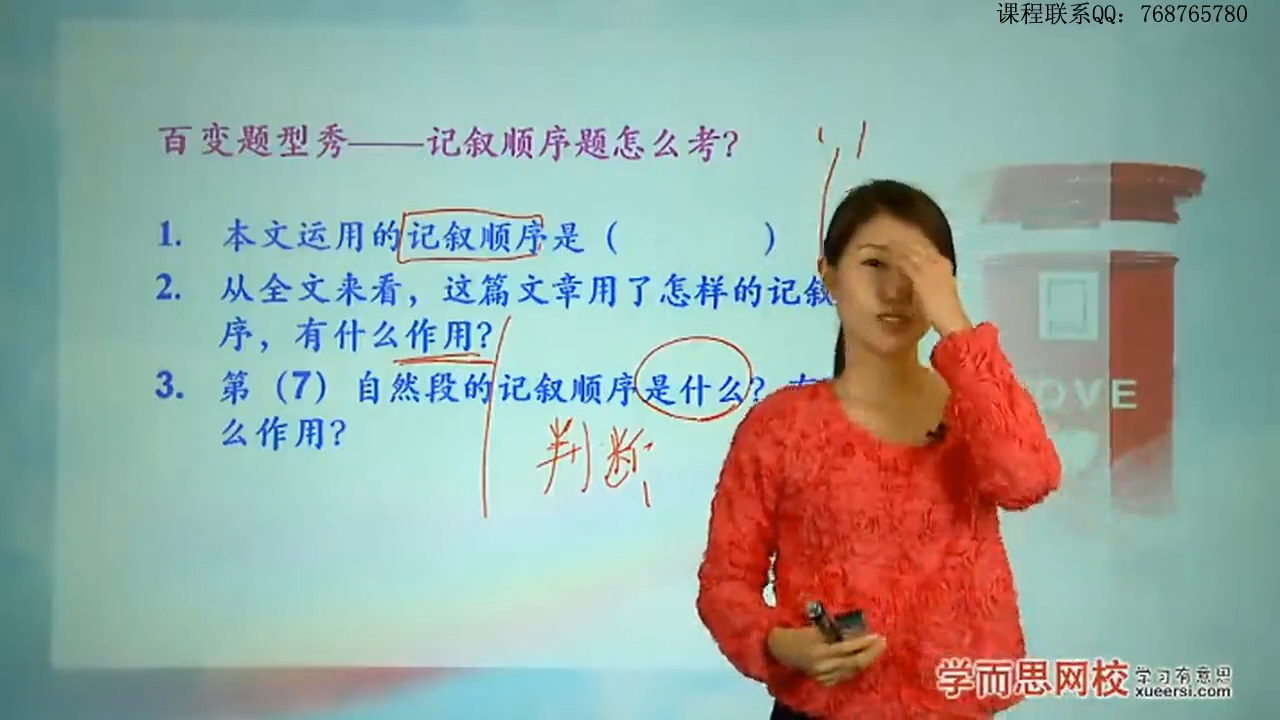 课程联系QQ：768765780
百变题型秀——记叙顺序题怎么考？
1. 本文运用的记叙顺序是（ ）
2. 从全文来看，这篇文章用了怎样的记叙
序，有什么作用？
3. 第（7）自然段的记叙顺序是什么？有
么作用？
判断
LOVE
学而思网校 学习有意思
xueersi.com